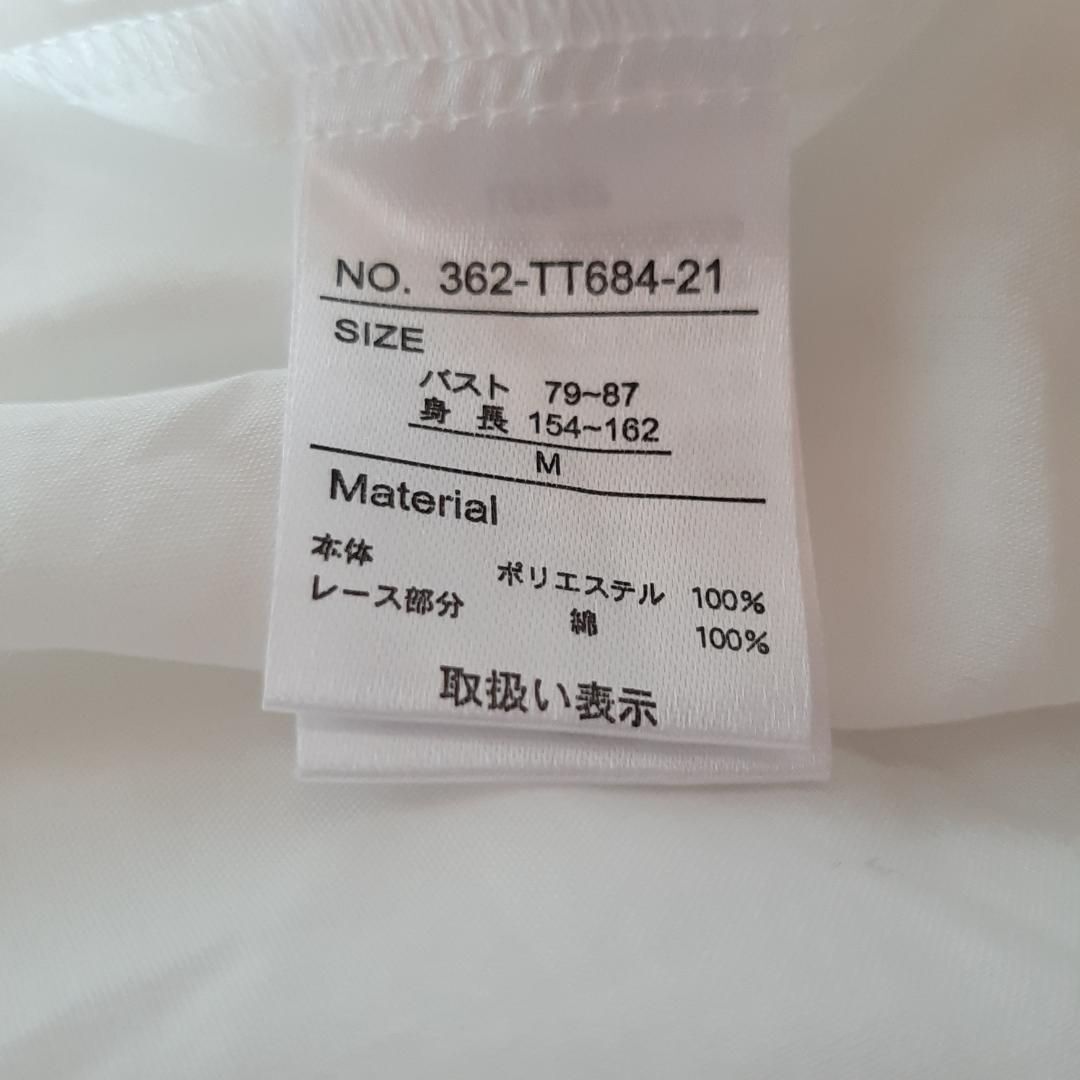 NO. 362-TT684-21
SIZE
バスト 79~87
身長 154~162
M
Material
本体 ポリエステル 100%
レース部分 綿 100%
取扱い表示